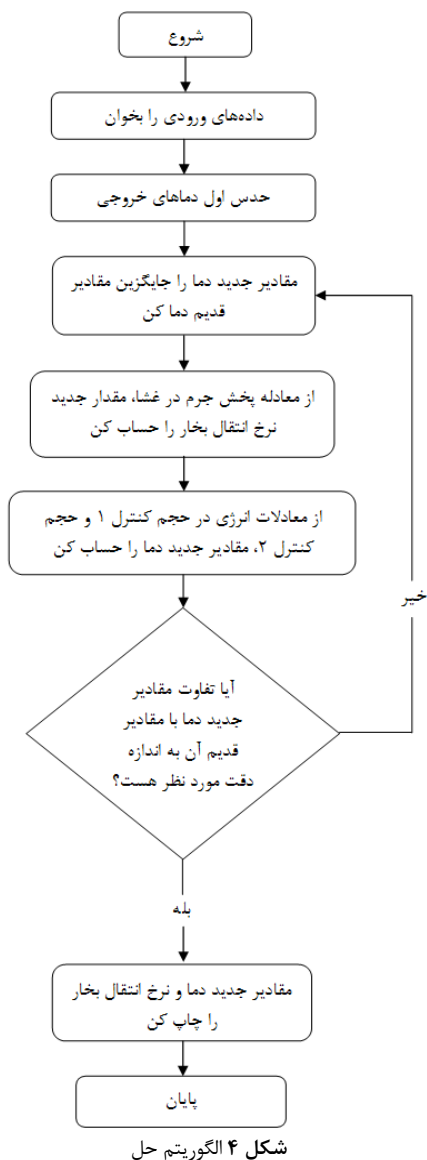 شروع
داده‌های ورودی را بخوان
حدس اول دماهای خروجی
مقادیر جدید دما را جایگزین مقادیر
قدیم دما کن
از معادله پخش جرم در غشا، مقدار جدید
نرخ انتقال بخار را حساب کن
از معادلات انرژی در حجم کنترل ۱ و حجم
کنترل ۲، مقادیر جدید دما را حساب کن
آیا تفاوت مقادیر
جدید دما با مقادیر
قدیم آن به اندازه
دقت مورد نظر هست؟
خیر
بله
مقادیر جدید دما و نرخ انتقال بخار
را چاپ کن
پایان
شکل ۴ الگوریتم حل